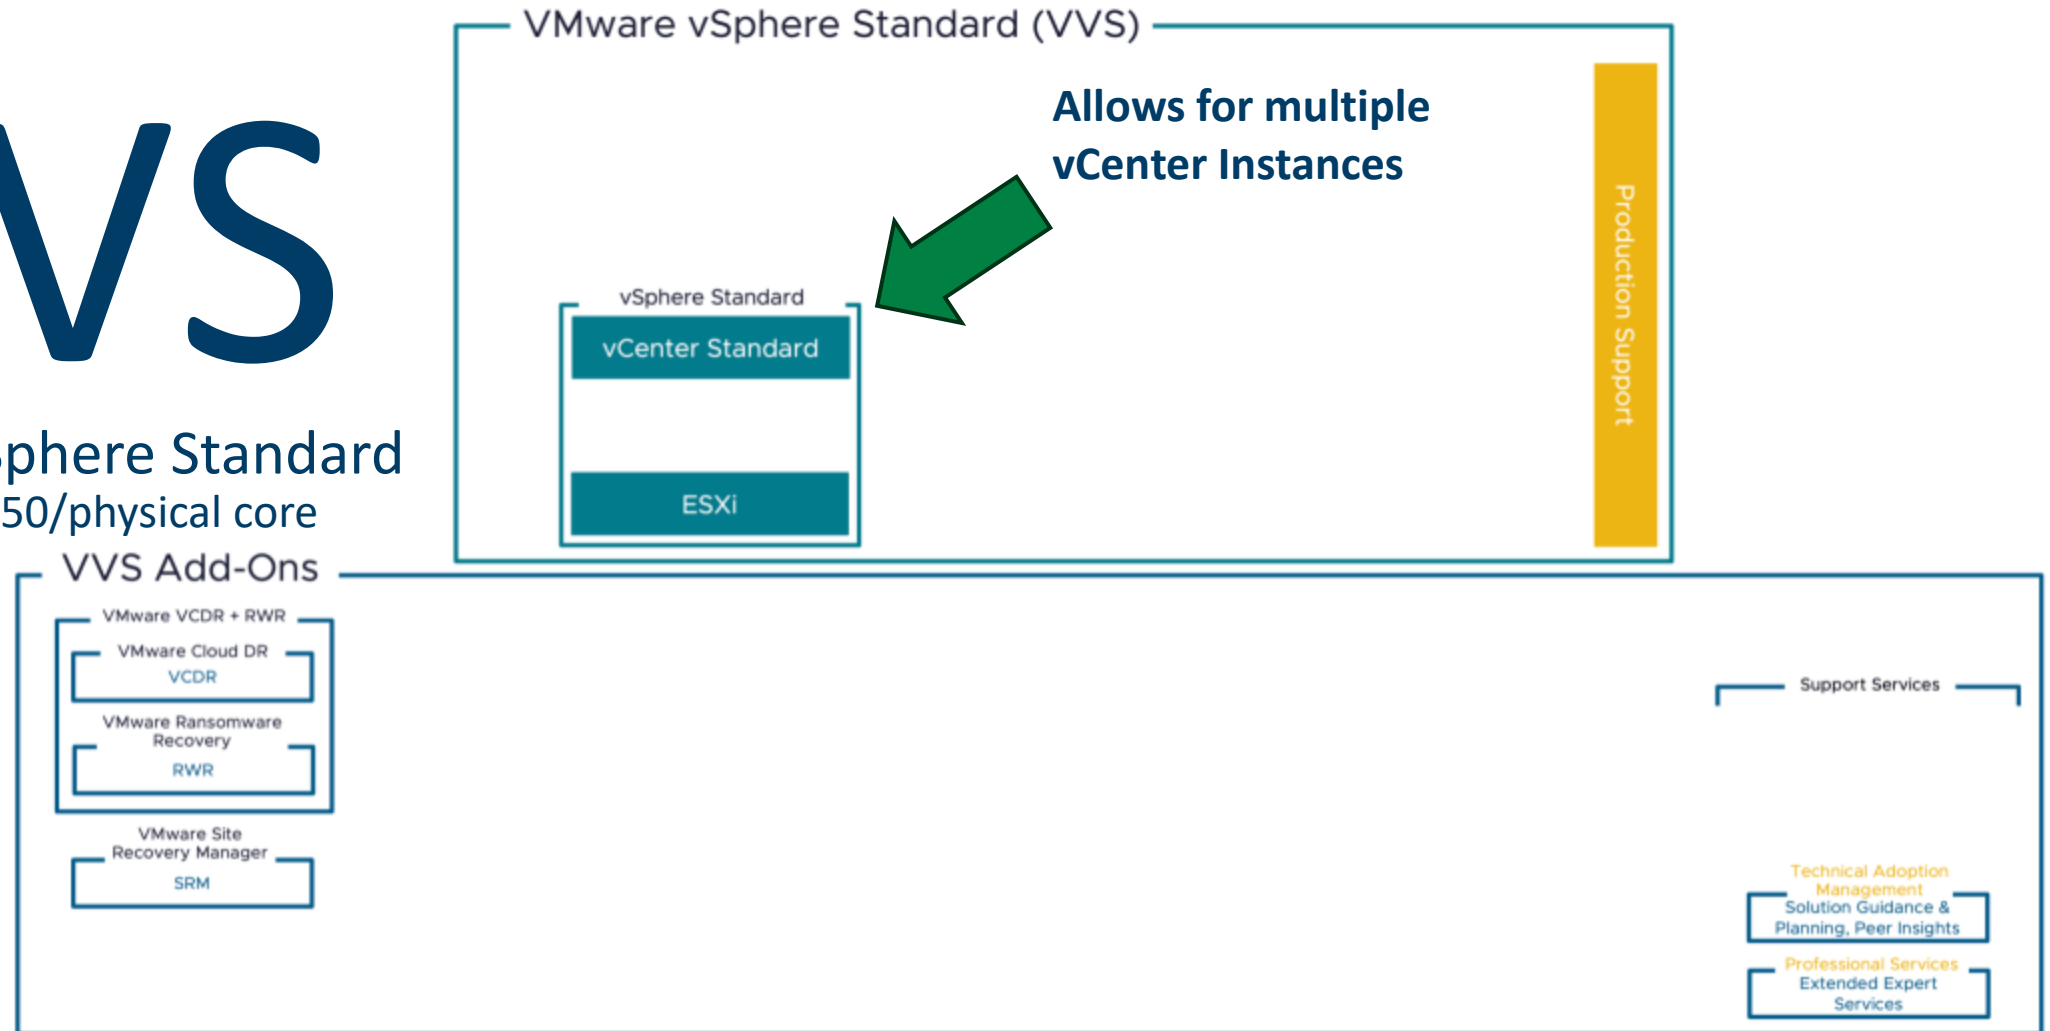 VMware vSphere Standard (VVS)
Allows for multiple
vCenter Instances
Production Support
vSphere Standard
vCenter Standard
ESXi
VS
Sphere Standard
50/physical core
VVS Add-Ons
VMware VCDR + RWR
VMware Cloud DR
VCDR
VMware Ransomware
Recovery
RWR
VMware Site
Recovery Manager
SRM
Support Services
Technical Adoption
Management
Solution Guidance &
Planning, Peer Insights
Professional Services
Extended Expert
Services